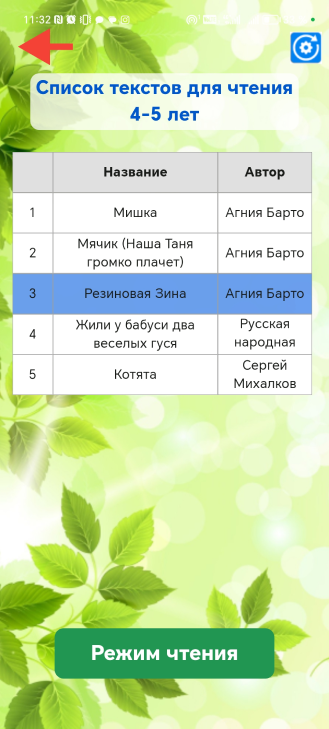 11:32
Список текстов для чтения
4-5 лет
Название Автор
1 Мишка Агния Барто
2 Мячик (Наша Таня
громко плачет) Агния Барто
3 Резиновая Зина Агния Барто
4 Жили у бабуси два
веселых гуся Русская
народная
5 Котята Сергей
Михалков
Режим чтения